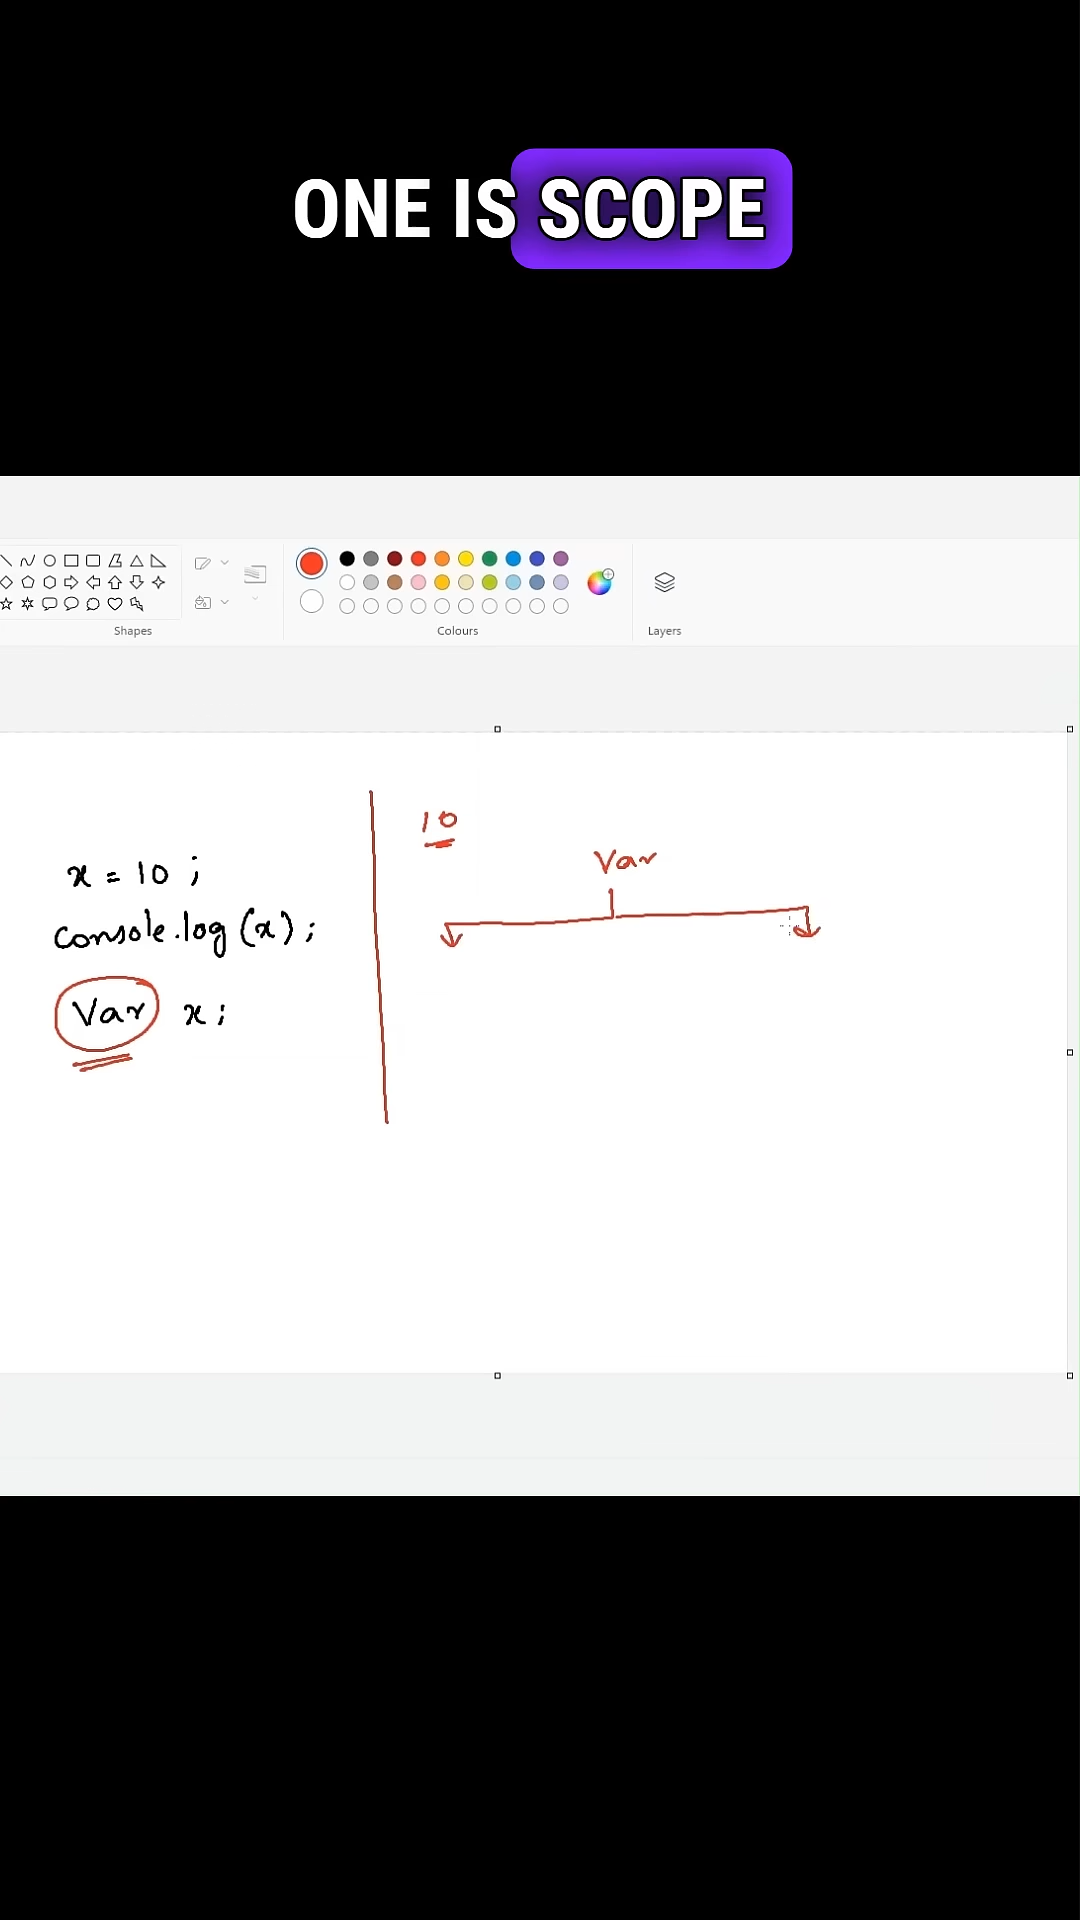 ONE IS SCOPE
Shapes
Colours
Layers
x = 10 ;
console.log (x) ;
Var x ;
10
Var